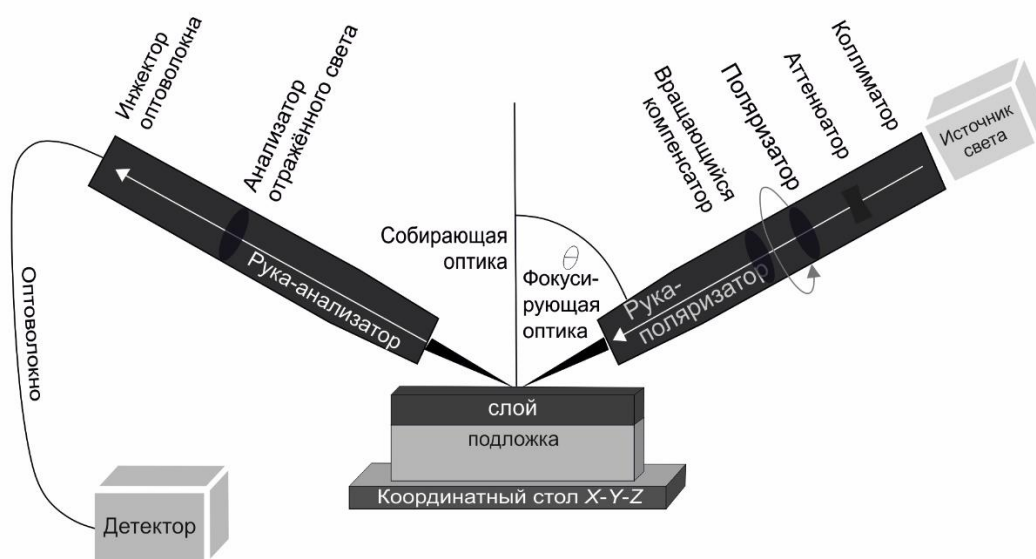 Инжектор
оптоволокна
Анализатор
отражённого света
Вращающийся
компенсатор
Поляризатор
Аттенюатор
Коллиматор
Источник
света
Собирающая
оптика
θ
Фокуси-
рующая
оптика
Рука-анализатор
Рука-
поляризатор
Оптоволокно
слой
подложка
Координатный стол X-Y-Z
Детектор